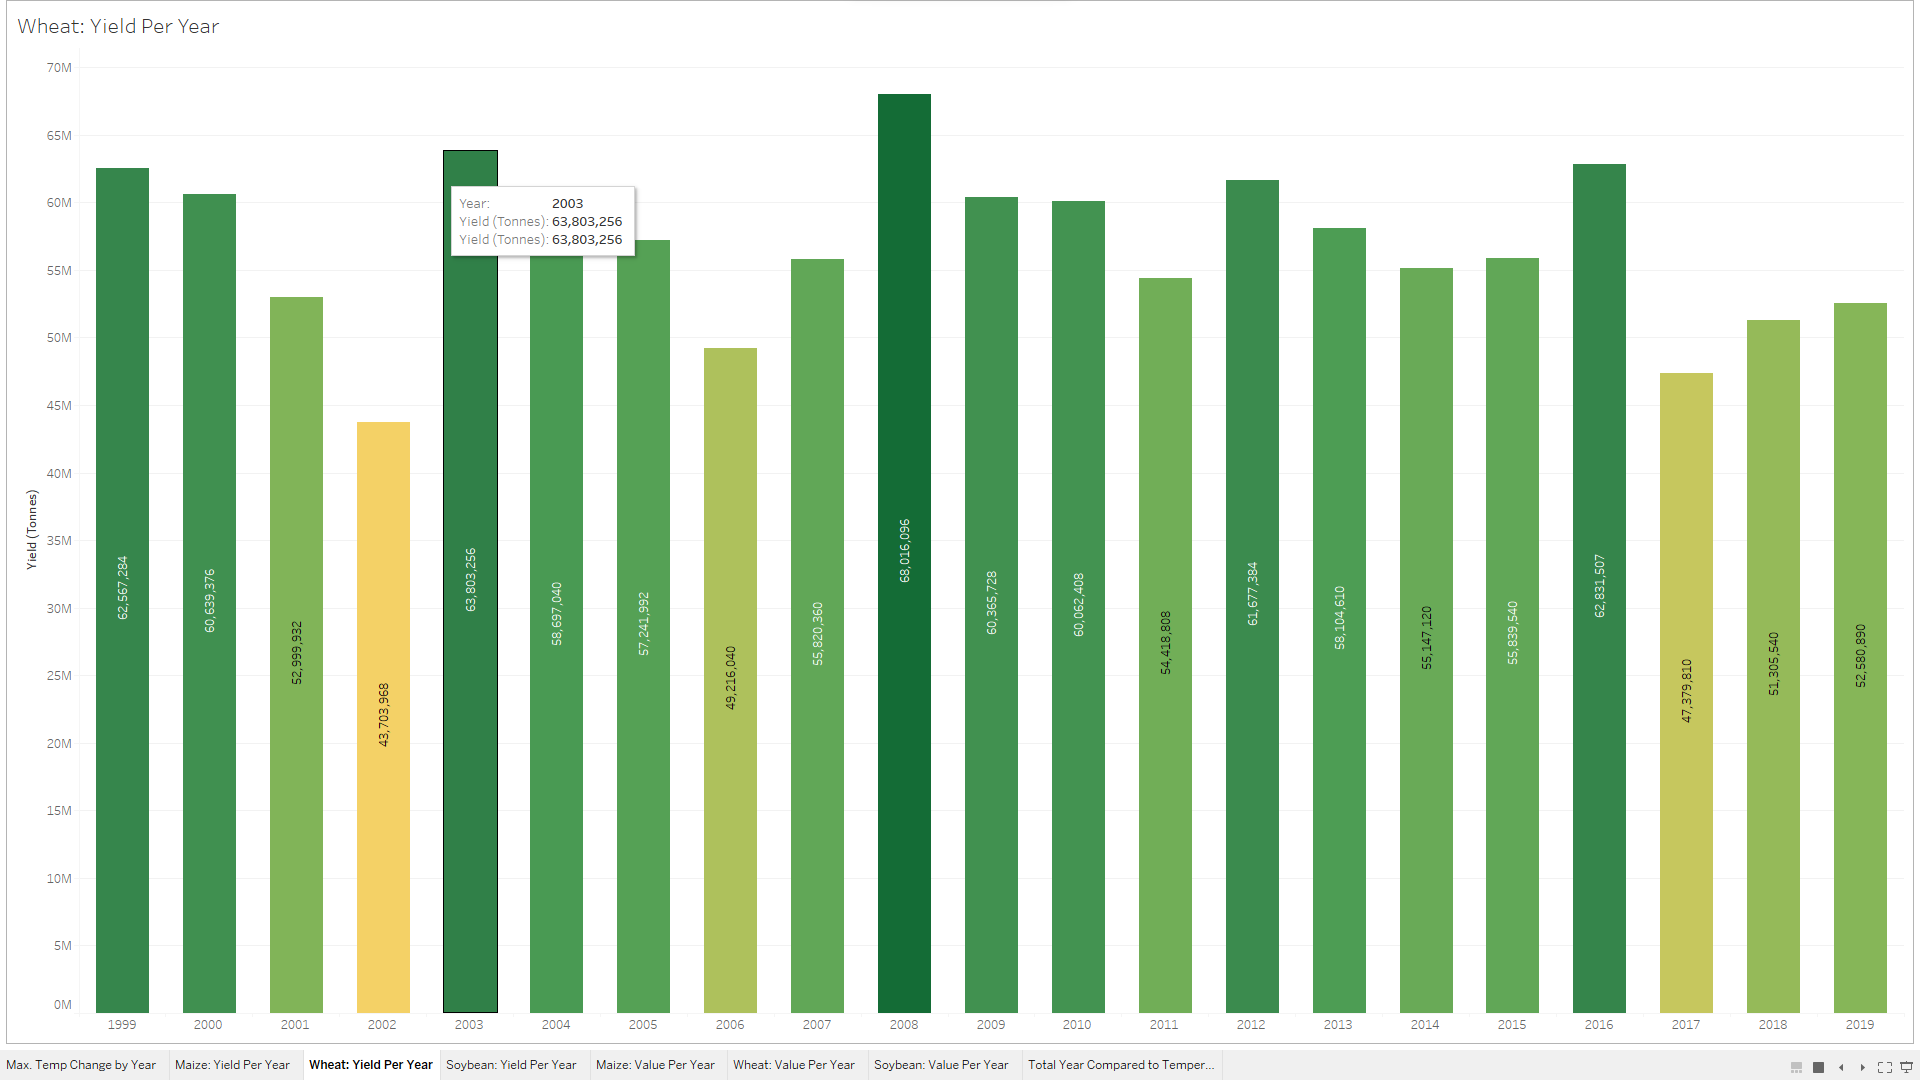 Wheat: Yield Per Year
70M
65M
60M
55M
50M
45M
40M
35M
30M
25M
20M
15M
10M
5M
0M
Yield (Tonnes)
62,567,284
60,639,376
52,999,932
43,703,968
63,803,256
58,697,040
57,241,992
49,216,040
55,820,360
68,016,096
60,365,728
60,062,408
54,418,808
61,677,384
58,104,610
55,147,120
55,839,540
62,831,507
47,379,810
51,305,540
52,580,890
Year: 2003
Yield (Tonnes): 63,803,256
Yield (Tonnes): 63,803,256
1999 2000 2001 2002 2003 2004 2005 2006 2007 2008 2009 2010 2011 2012 2013 2014 2015 2016 2017 2018 2019
Max. Temp Change by Year Maize: Yield Per Year Wheat: Yield Per Year Soybean: Yield Per Year Maize: Value Per Year Wheat: Value Per Year Soybean: Value Per Year Total Year Compared to Temper...